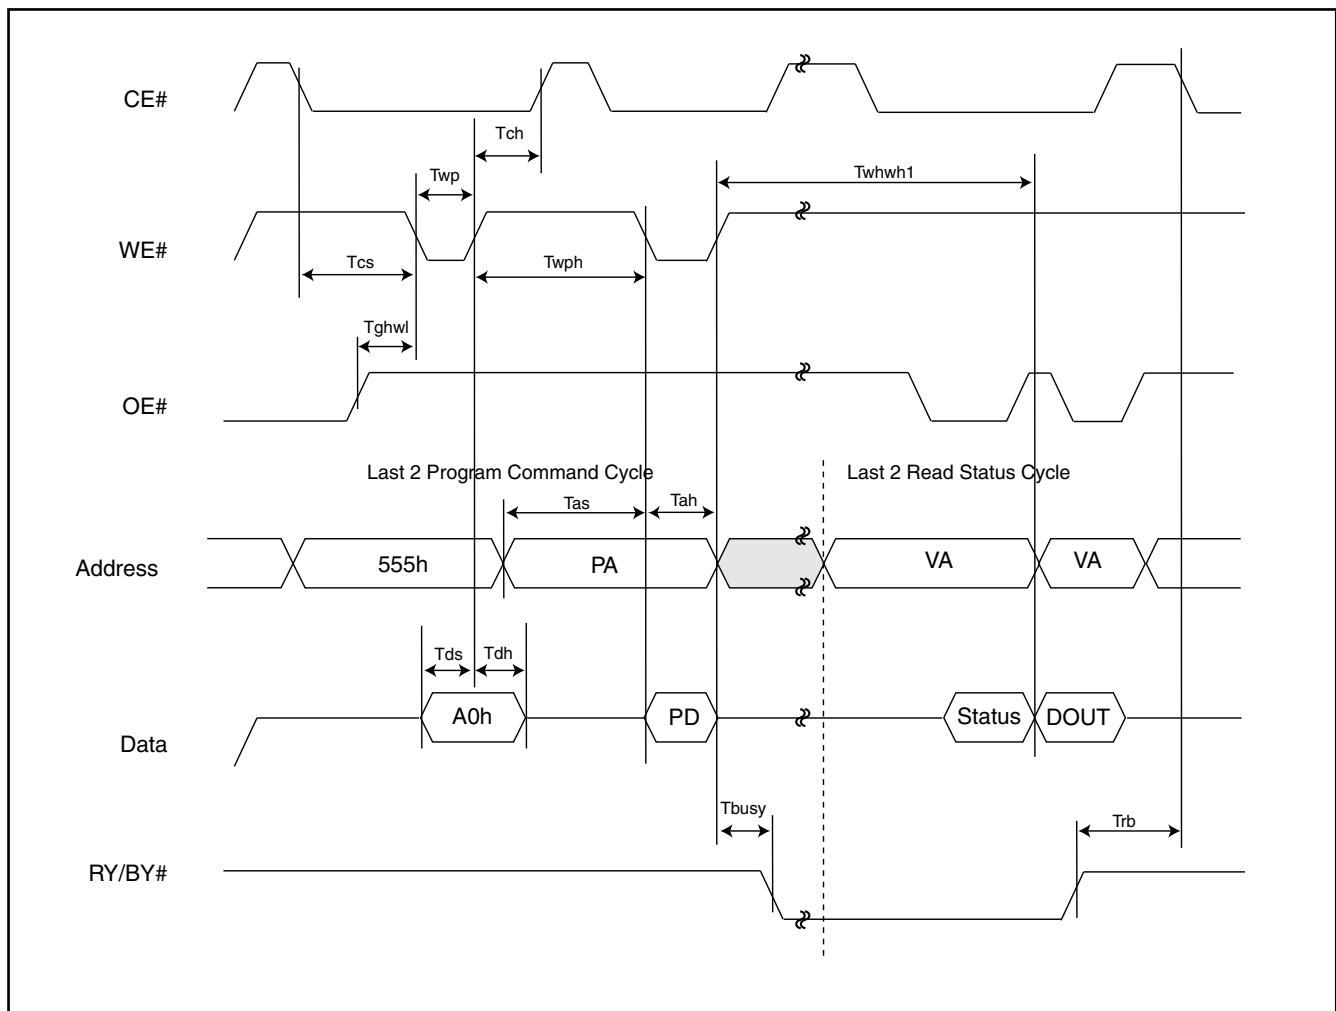 CE#
Tch
Twp
Twhwh1
WE#
Tcs
Twph
Tghwl
OE#
Last 2 Program Command Cycle
Last 2 Read Status Cycle
Tas
Tah
Address
555h
PA
VA
VA
Tds
Tdh
Data
A0h
PD
Status
DOUT
Tbusy
Trb
RY/BY#